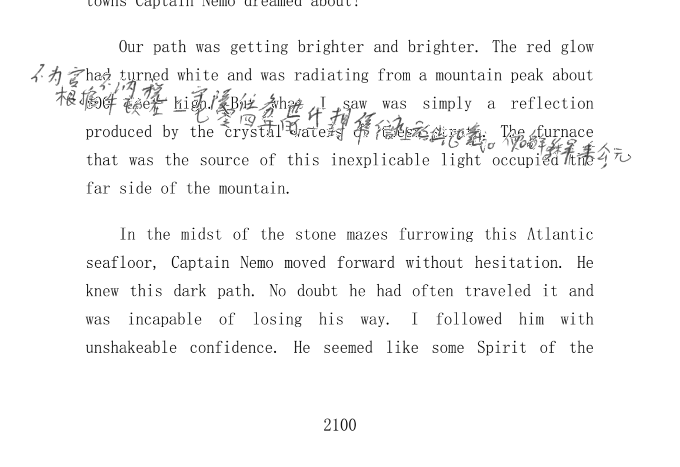 towns Captain Nemo dreamed about?
Our path was getting brighter and brighter. The red glow
had turned white and was radiating from a mountain peak about
feet high. But what I saw was simply a reflection
produced by the crystal waters of these The furnace
that was the source of this inexplicable light occupied the
far side of the mountain.
In the midst of the stone mazes furrowing this Atlantic
seafloor, Captain Nemo moved forward without hesitation. He
knew this dark path. No doubt he had often traveled it and
was incapable of losing his way. I followed him with
unshakeable confidence. He seemed like some Spirit of the
2100